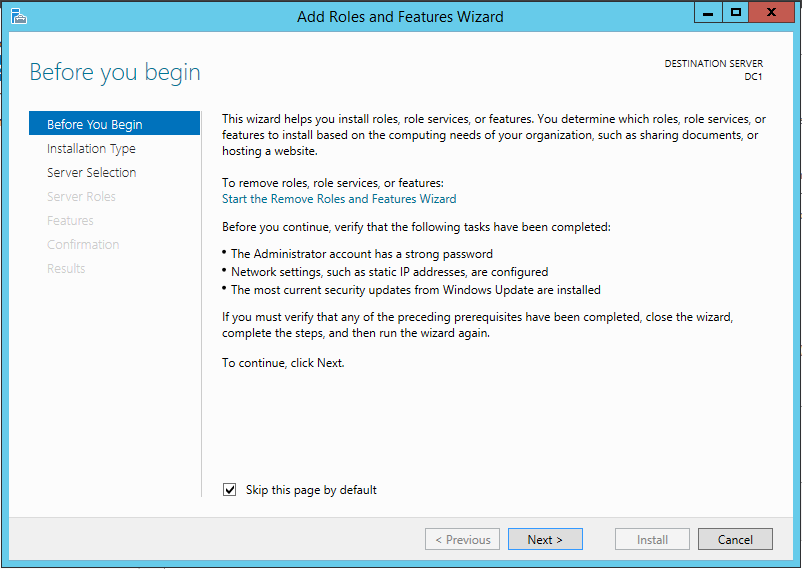 Add Roles and Features Wizard
Before you begin
DESTINATION SERVER
DC1
Before You Begin
Installation Type
Server Selection
Server Roles
Features
Confirmation
Results
This wizard helps you install roles, role services, or features. You determine which roles, role services, or
features to install based on the computing needs of your organization, such as sharing documents, or
hosting a website.
To remove roles, role services, or features:
Start the Remove Roles and Features Wizard
Before you continue, verify that the following tasks have been completed:
• The Administrator account has a strong password
• Network settings, such as static IP addresses, are configured
• The most current security updates from Windows Update are installed
If you must verify that any of the preceding prerequisites have been completed, close the wizard,
complete the steps, and then run the wizard again.
To continue, click Next.
Skip this page by default
< Previous
Next >
Install
Cancel